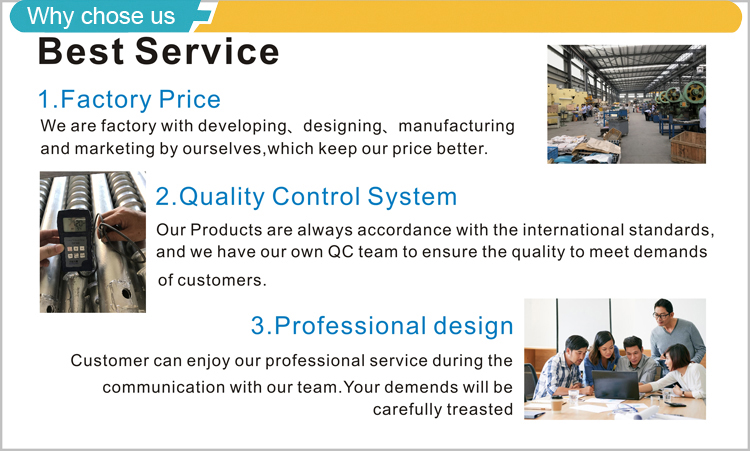 Why chose us
Best Service
1.Factory Price
We are factory with developing、designing、manufacturing
and marketing by ourselves,which keep our price better.
2.Quality Control System
Our Products are always accordance with the international standards,
and we have our own QC team to ensure the quality to meet demands
of customers.
3.Professional design
Customer can enjoy our professional service during the
communication with our team.Your demends will be
carefully treasted